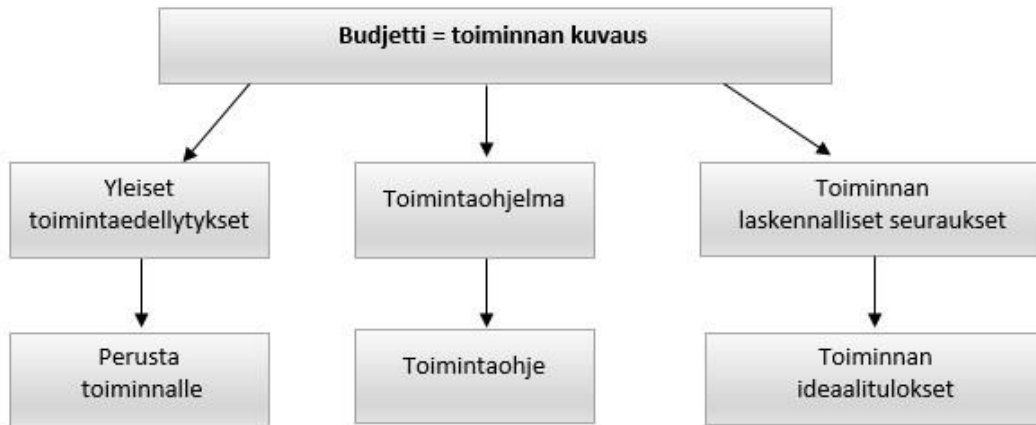 Budjetti = toiminnan kuvaus
Yleiset
toimintaedellytykset
Toimintaohjelma
Toiminnan
laskennalliset seuraukset
Perusta
toiminnalle
Toimintaohje
Toiminnan
ideaalitulokset